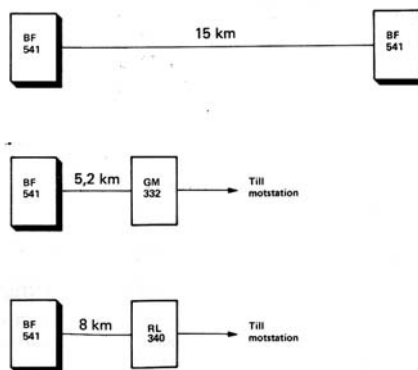 BF
541
15 km
BF
541
BF
541
5,2 km
GM
332
Till
motstation
BF
541
8 km
RL
340
Till
motstation